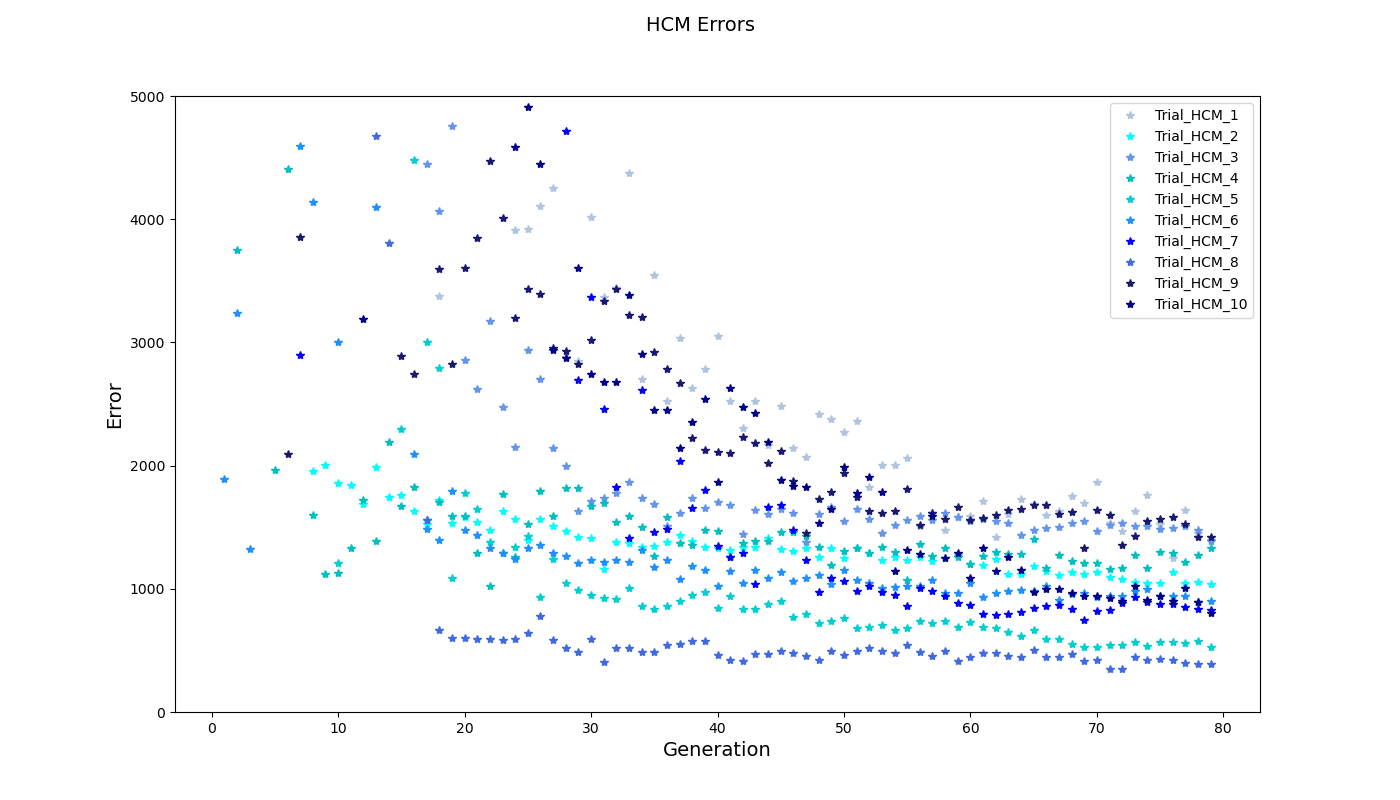 HCM Errors
5000
4000
3000
2000
1000
0
Error
0 10 20 30 40 50 60 70 80
Generation
Trial_HCM_1
Trial_HCM_2
Trial_HCM_3
Trial_HCM_4
Trial_HCM_5
Trial_HCM_6
Trial_HCM_7
Trial_HCM_8
Trial_HCM_9
Trial_HCM_10